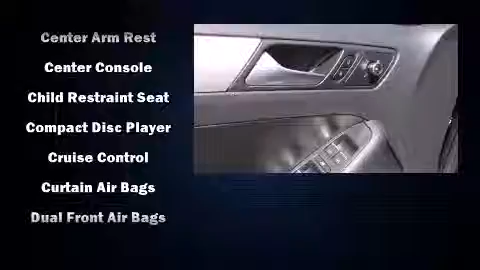 Center Arm Rest
Center Console
Child Restraint Seat
Compact Disc Player
Cruise Control
Curtain Air Bags
Dual Front Air Bags